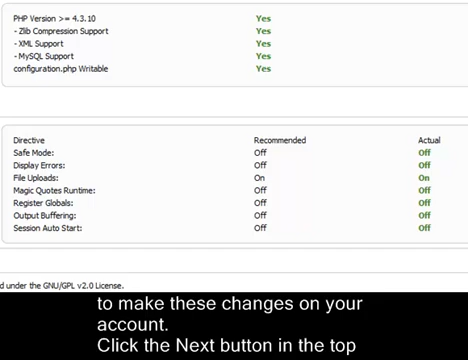 PHP Version >= 4.3.10 Yes
- Zlib Compression Support Yes
- XML Support Yes
- MySQL Support Yes
configuration.php Writable Yes
Directive Recommended Actual
Safe Mode: Off Off
Display Errors: Off Off
File Uploads: On On
Magic Quotes Runtime: Off Off
Register Globals: Off Off
Output Buffering: Off Off
Session Auto Start: Off Off
d under the GNU/GPL v2.0 License.
to make these changes on your
account.
Click the Next button in the top